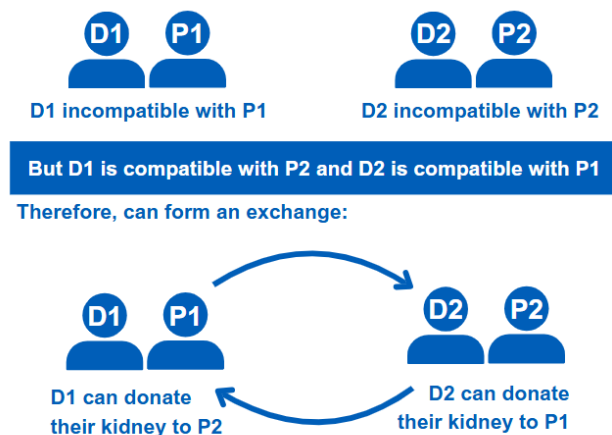 D1 P1 D2 P2
D1 incompatible with P1
D2 incompatible with P2
But D1 is compatible with P2 and D2 is compatible with P1
Therefore, can form an exchange:
D1 P1 D2 P2
D1 can donate
their kidney to P2
D2 can donate
their kidney to P1